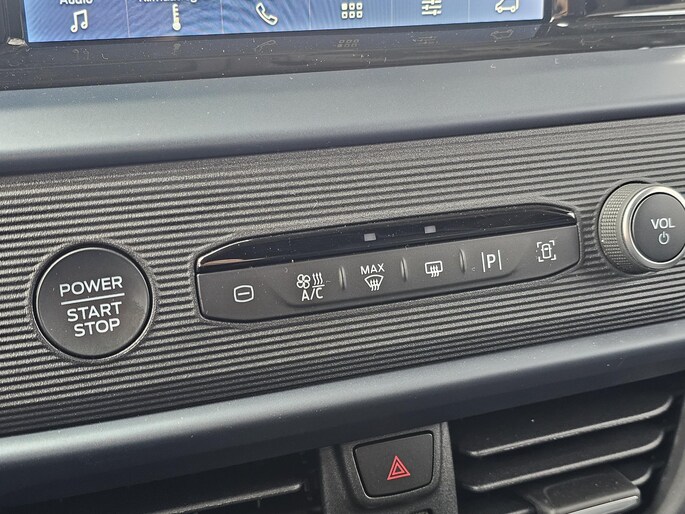 Audio
POWER
START
STOP
A/C
MAX
|P|
VOL